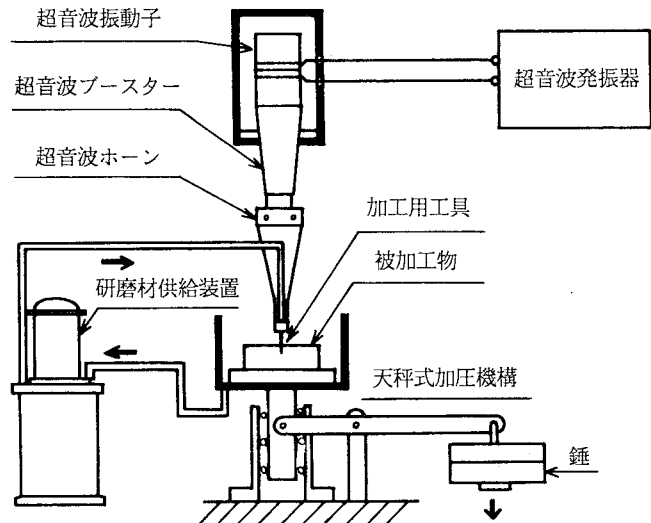 超音波振動子
超音波発振器
超音波ブースター
超音波ホーン
加工用工具
被加工物
研磨材供給装置
天秤式加圧機構
錘